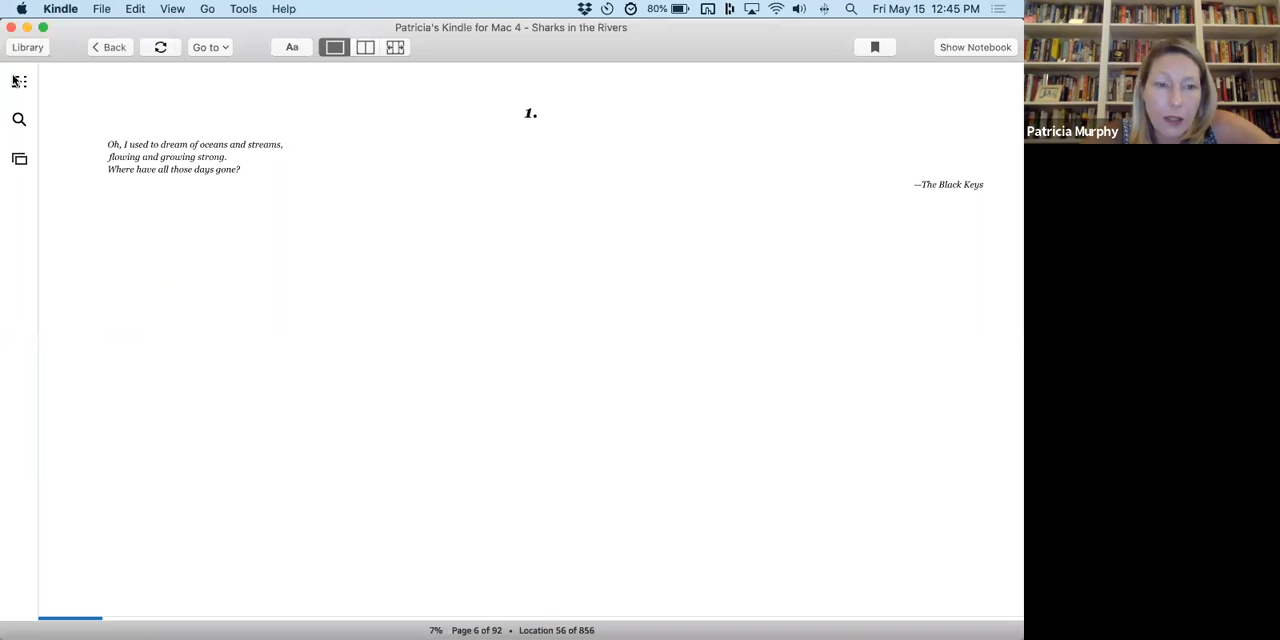 Kindle File Edit View Go Tools Help 80% Fri May 15 12:45 PM
Patricia's Kindle for Mac 4 - Sharks in the Rivers
Library Back Go to Aa Show Notebook
1.
Oh, I used to dream of oceans and streams,
flowing and growing strong.
Where have all those days gone?
—The Black Keys
7% Page 6 of 92 • Location 56 of 856
Patricia Murphy